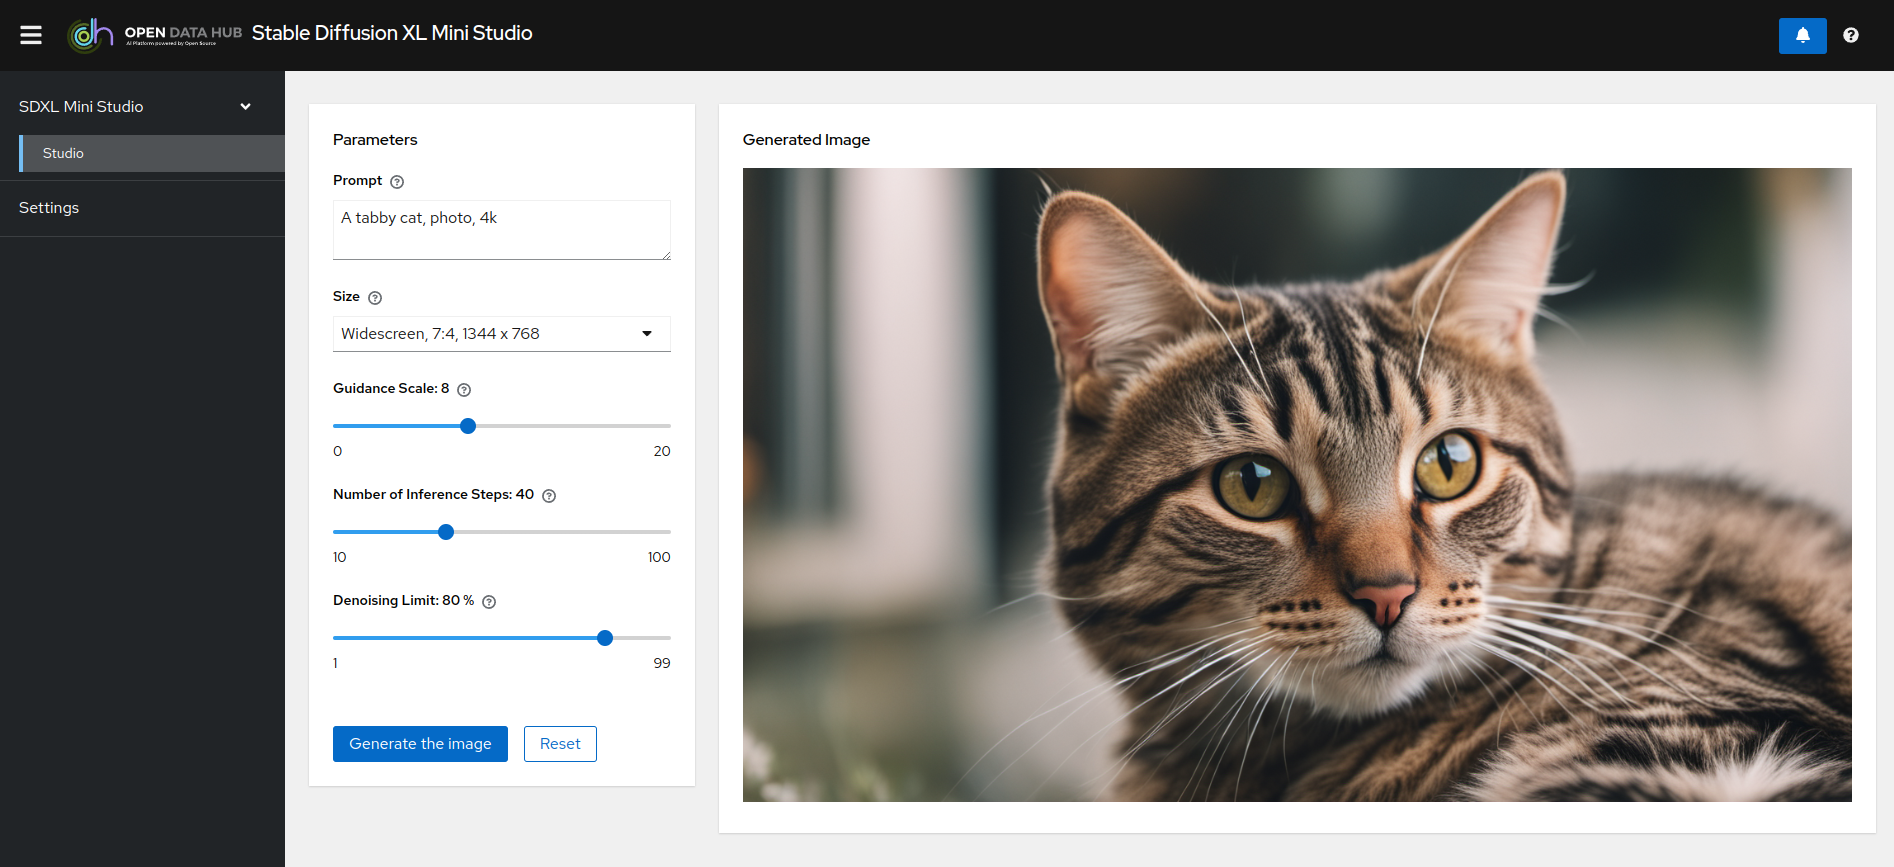 OPEN DATA HUB
AI Platform powered by Open Source
Stable Diffusion XL Mini Studio
SDXL Mini Studio
Studio
Settings
Parameters
Prompt
A tabby cat, photo, 4k
Size
Widescreen, 7:4, 1344 x 768
Guidance Scale: 8
0 20
Number of Inference Steps: 40
10 100
Denoising Limit: 80 %
1 99
Generate the image Reset
Generated Image